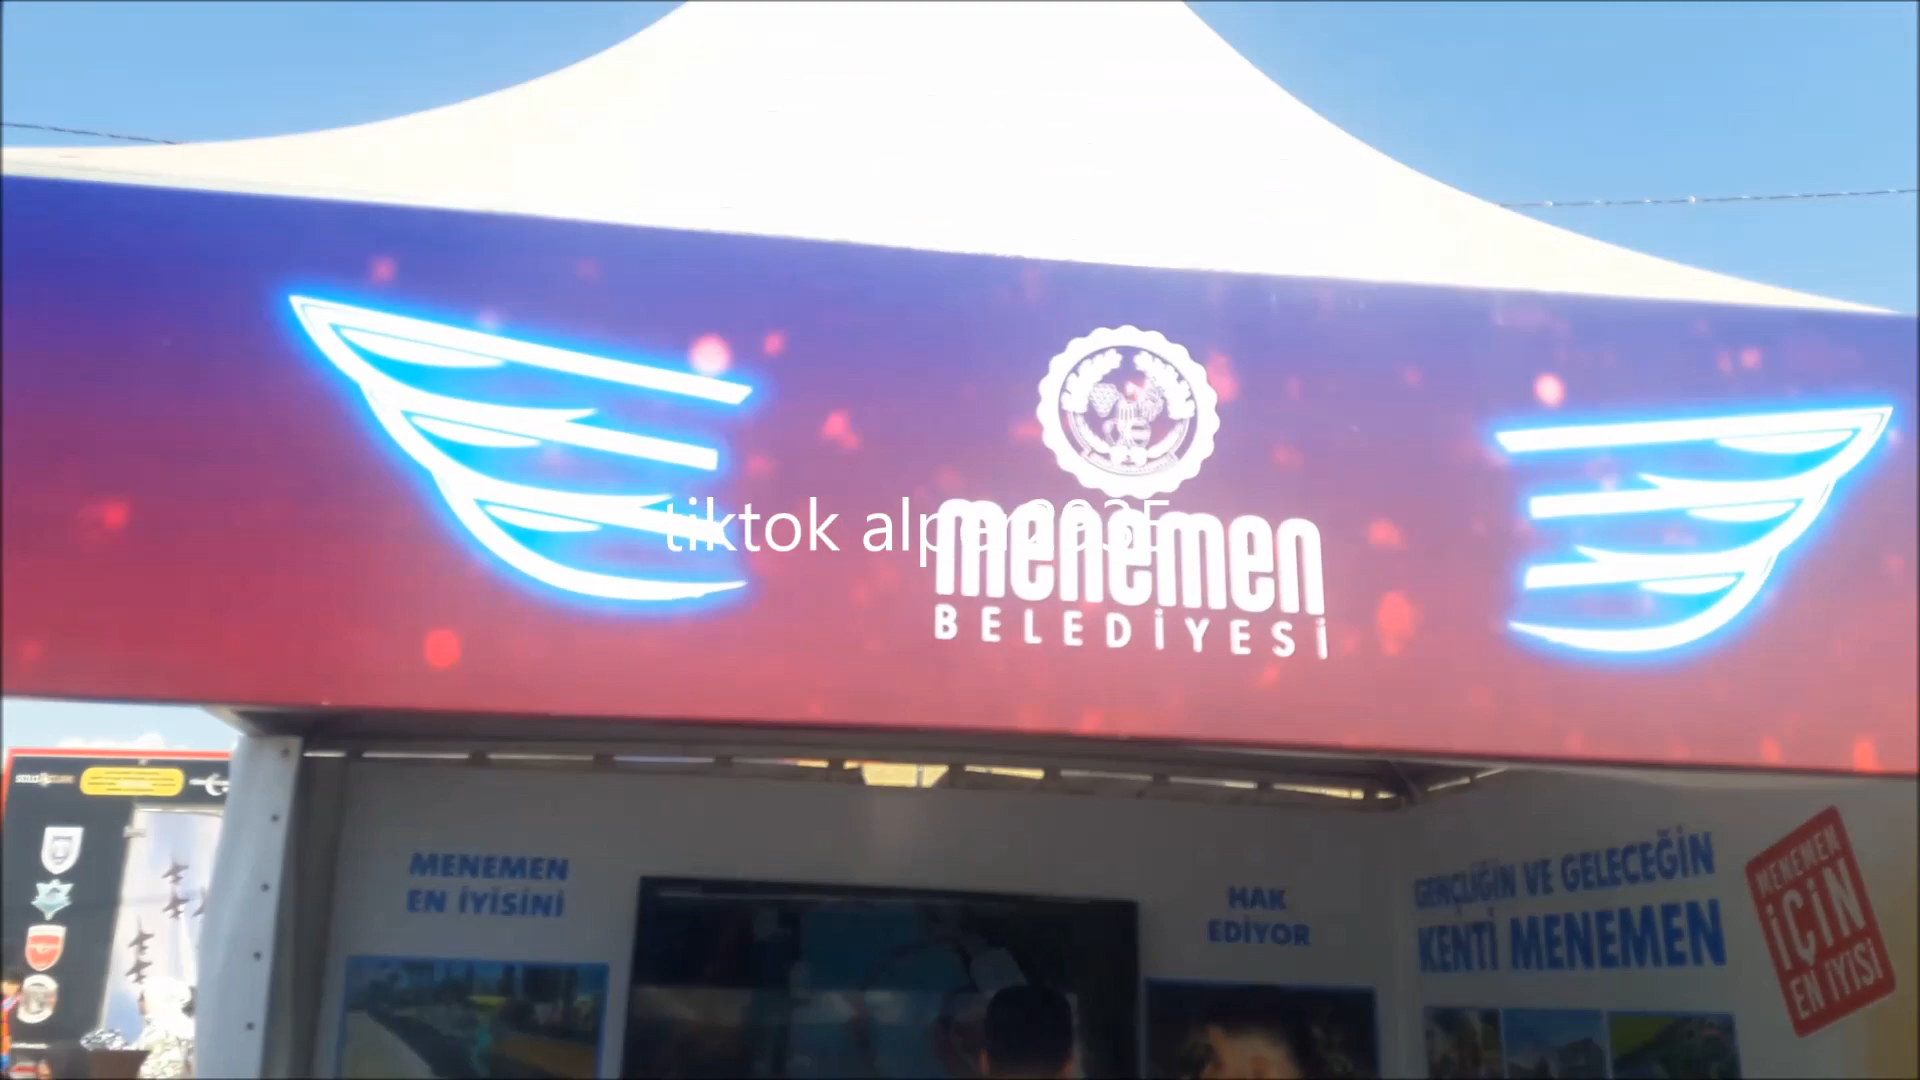 tiktok alper2035
menemen
BELEDİYESİ
MENEMEN
EN İYİSİNİ
HAK
EDİYOR
GENÇLİĞİN VE GELECEĞİN
KENTİ MENEMEN
MENEMEN
İÇİN
EN İYİSİ